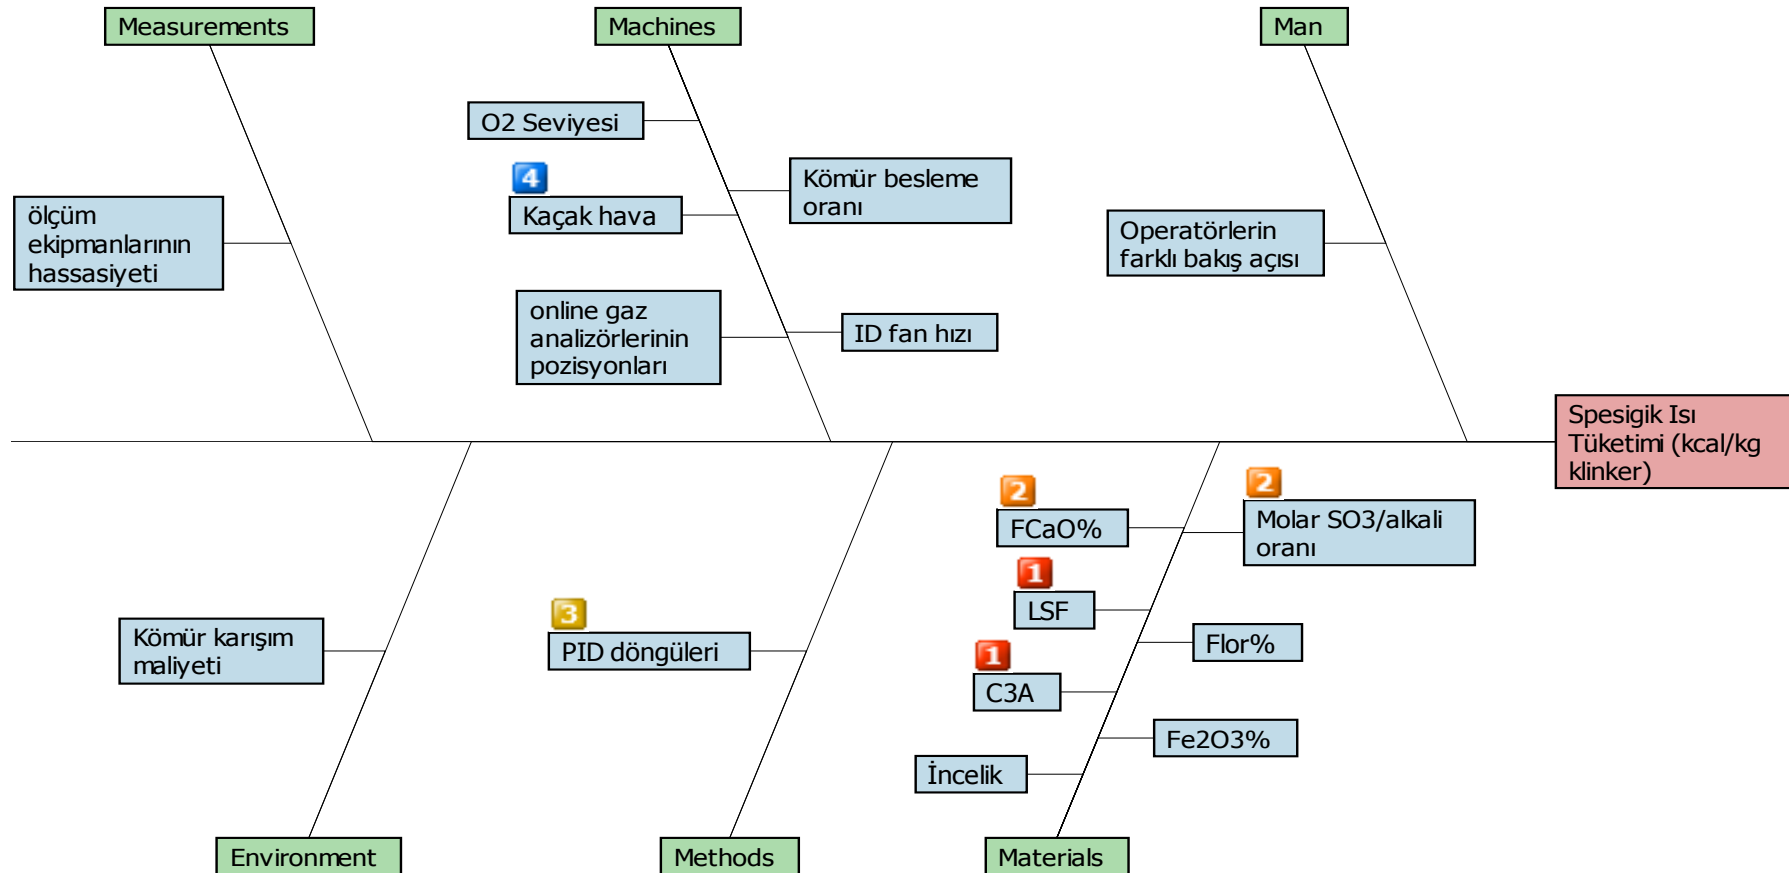 Measurements
Machines
Man
O2 Seviyesi
4
Kaçak hava
Kömür besleme
oranı
ölçüm
ekipmanlarının
hassasiyeti
Operatörlerin
farklı bakış açısı
online gaz
analizörlerinin
pozisyonları
ID fan hızı
Spesigik Isı
Tüketimi (kcal/kg
klinker)
2
FCaO%
2
Molar SO3/alkali
oranı
1
LSF
3
PID döngüleri
Kömür karışım
maliyeti
Flor%
1
C3A
Fe2O3%
İncelik
Environment
Methods
Materials